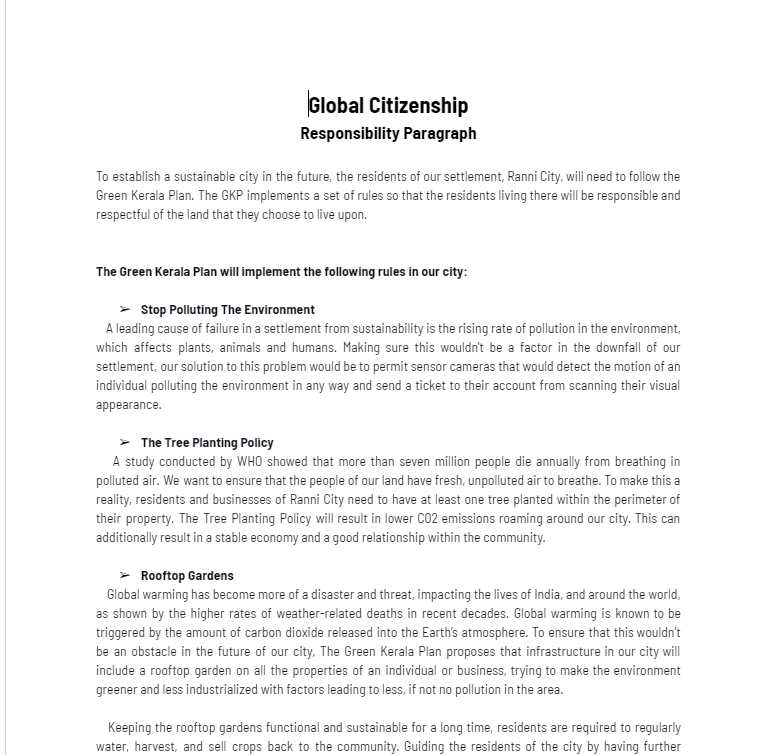 Global Citizenship
Responsibility Paragraph
To establish a sustainable city in the future, the residents of our settlement, Ranni City, will need to follow the
Green Kerala Plan. The GKP implements a set of rules so that the residents living there will be responsible and
respectful of the land that they choose to live upon.
The Green Kerala Plan will implement the following rules in our city:
➢ Stop Polluting The Environment
A leading cause of failure in a settlement from sustainability is the rising rate of pollution in the environment,
which affects plants, animals and humans. Making sure this wouldn't be a factor in the downfall of our
settlement, our solution to this problem would be to permit sensor cameras that would detect the motion of an
individual polluting the environment in any way and send a ticket to their account from scanning their visual
appearance.
➢ The Tree Planting Policy
A study conducted by WHO showed that more than seven million people die annually from breathing in
polluted air. We want to ensure that the people of our land have fresh, unpolluted air to breathe. To make this a
reality, residents and businesses of Ranni City need to have at least one tree planted within the perimeter of
their property. The Tree Planting Policy will result in lower CO2 emissions roaming around our city. This can
additionally result in a stable economy and a good relationship within the community.
➢ Rooftop Gardens
Global warming has become more of a disaster and threat, impacting the lives of India, and around the world,
as shown by the higher rates of weather-related deaths in recent decades. Global warming is known to be
triggered by the amount of carbon dioxide released into the Earth's atmosphere. To ensure that this wouldn't
be an obstacle in the future of our city, The Green Kerala Plan proposes that infrastructure in our city will
include a rooftop garden on all the properties of an individual or business, trying to make the environment
greener and less industrialized with factors leading to less, if not no pollution in the area.
Keeping the rooftop gardens functional and sustainable for a long time, residents are required to regularly
water, harvest, and sell crops back to the community. Guiding the residents of the city by having further